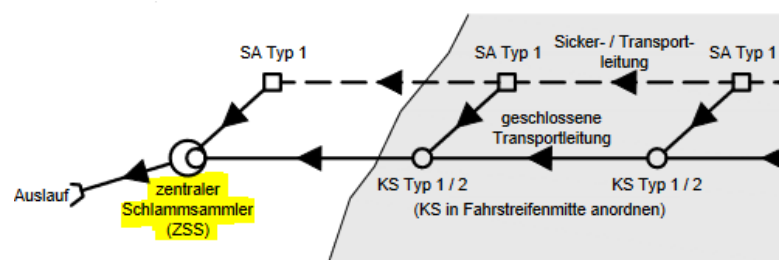 SA Typ 1
SA Typ 1
Sicker- / Transport-
leitung
SA Typ 1
geschlossene
Transportleitung
Auslauf
zentraler
Schlammsammler
(ZSS)
KS Typ 1 / 2
KS Typ 1 / 2
(KS in Fahrstreifenmitte anordnen)